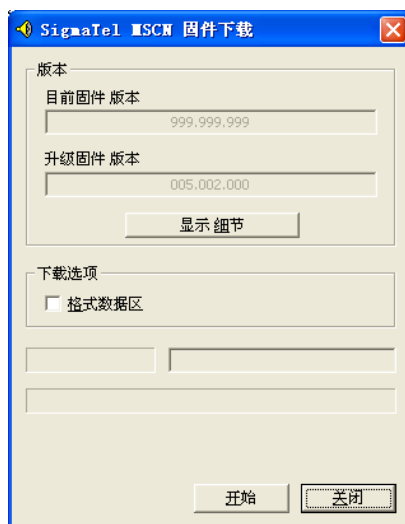 SigmaTel MSCN 固件下载
版本
目前固件 版本
999.999.999
升级固件 版本
005.002.000
显示 细节
下载选项
格式数据区
开始
关闭